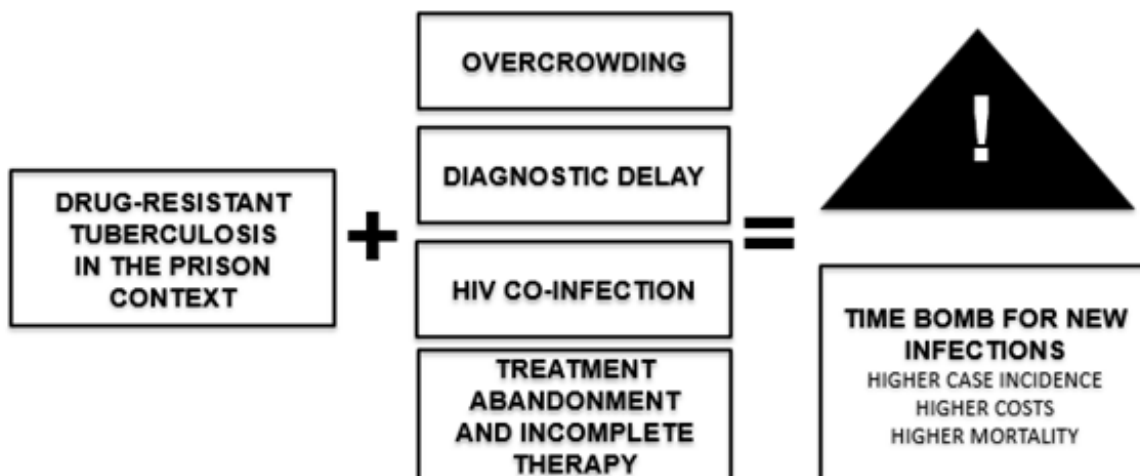 DRUG-RESISTANT
TUBERCULOSIS
IN THE PRISON
CONTEXT
+
OVERCROWDING
DIAGNOSTIC DELAY
HIV CO-INFECTION
TREATMENT
ABANDONMENT
AND INCOMPLETE
THERAPY
=
!
TIME BOMB FOR NEW
INFECTIONS
HIGHER CASE INCIDENCE
HIGHER COSTS
HIGHER MORTALITY